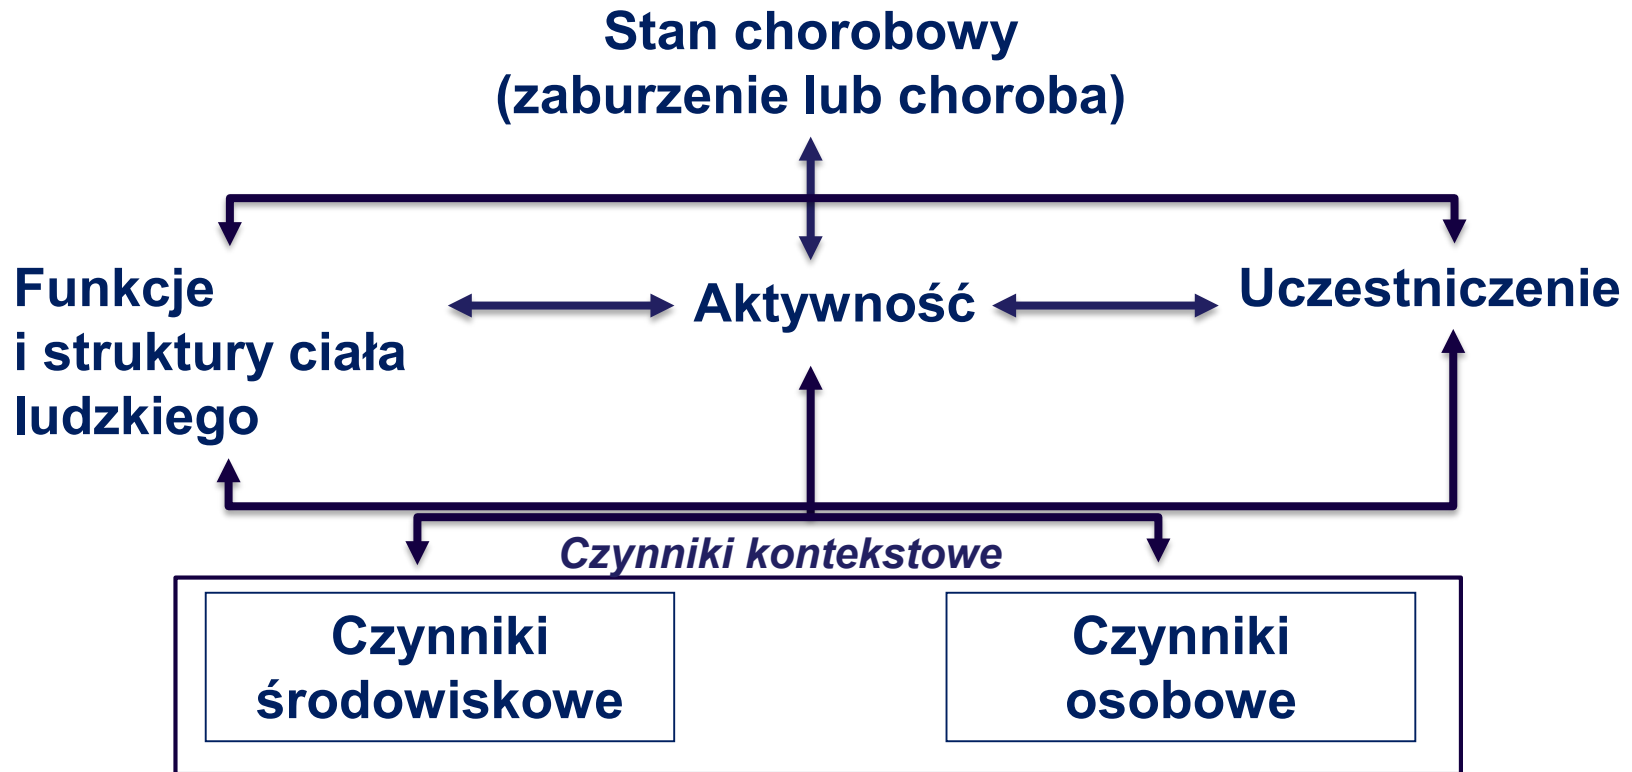 Stan chorobowy
(zaburzenie lub choroba)
Funkcje
i struktury ciała
ludzkiego
Aktywność
Uczestniczenie
Czynniki kontekstowe
Czynniki
środowiskowe
Czynniki
osobowe